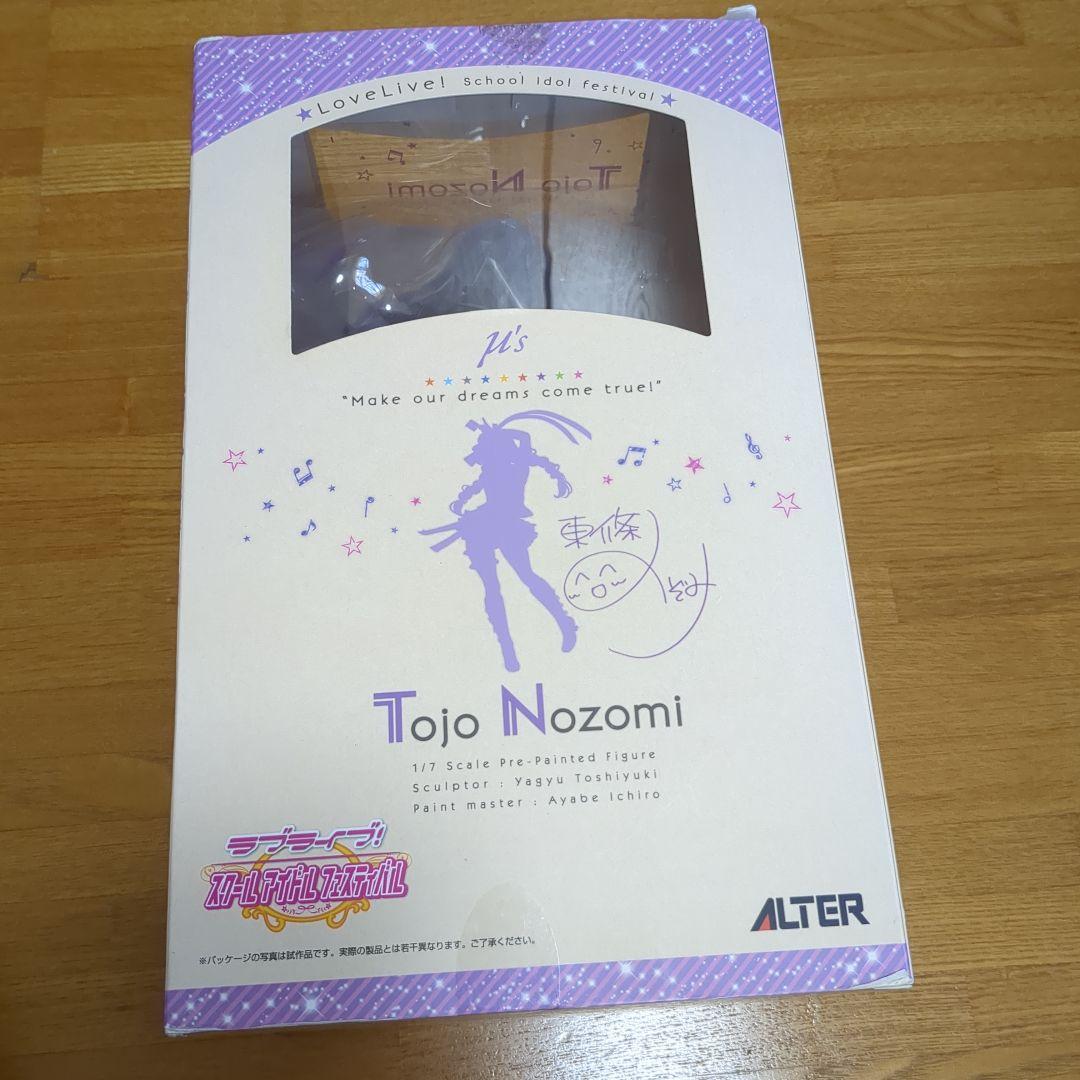 LoveLive! School idol festival
Tojo Nozomi
μ's
"Make our dreams come true!"
東條
のぞみ
Tojo Nozomi
1/7 Scale Pre-Painted Figure
Sculptor : Yagyu Toshiyuki
Paint master : Ayabe Ichiro
ラブライブ!
スクールアイドルフェスティバル
ALTER
※パッケージの写真は試作品です。実際の製品とは若干異なります。ご了承ください。